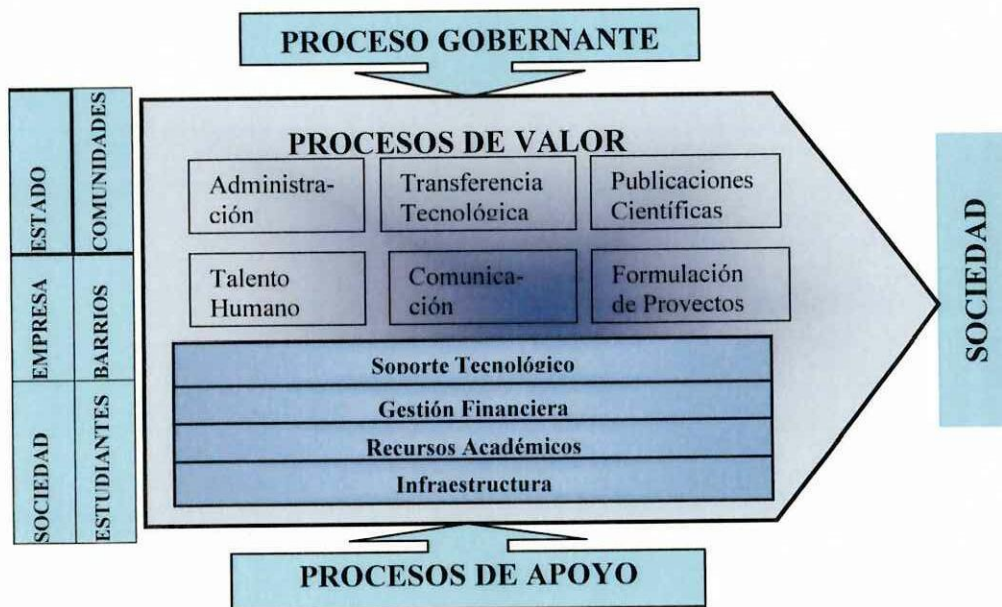 PROCESO GOBERNANTE
ESTADO
COMUNIDADES
EMPRESA
BARRIOS
SOCIEDAD
ESTUDIANTES
PROCESOS DE VALOR
Administra-
ción
Transferencia
Tecnológica
Publicaciones
Científicas
Talento
Humano
Comunica-
ción
Formulación
de Proyectos
Soporte Tecnológico
Gestión Financiera
Recursos Académicos
Infraestructura
SOCIEDAD
PROCESOS DE APOYO